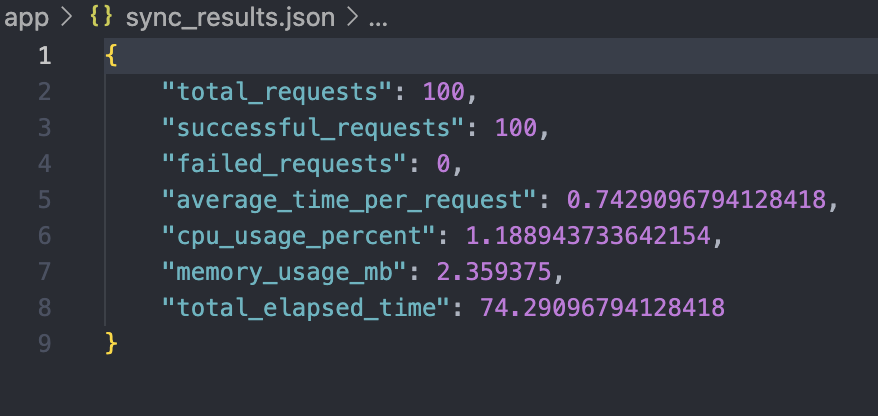 app > {} sync_results.json > ...
1 {
2 "total_requests": 100,
3 "successful_requests": 100,
4 "failed_requests": 0,
5 "average_time_per_request": 0.7429096794128418,
6 "cpu_usage_percent": 1.188943733642154,
7 "memory_usage_mb": 2.359375,
8 "total_elapsed_time": 74.29096794128418
9 }